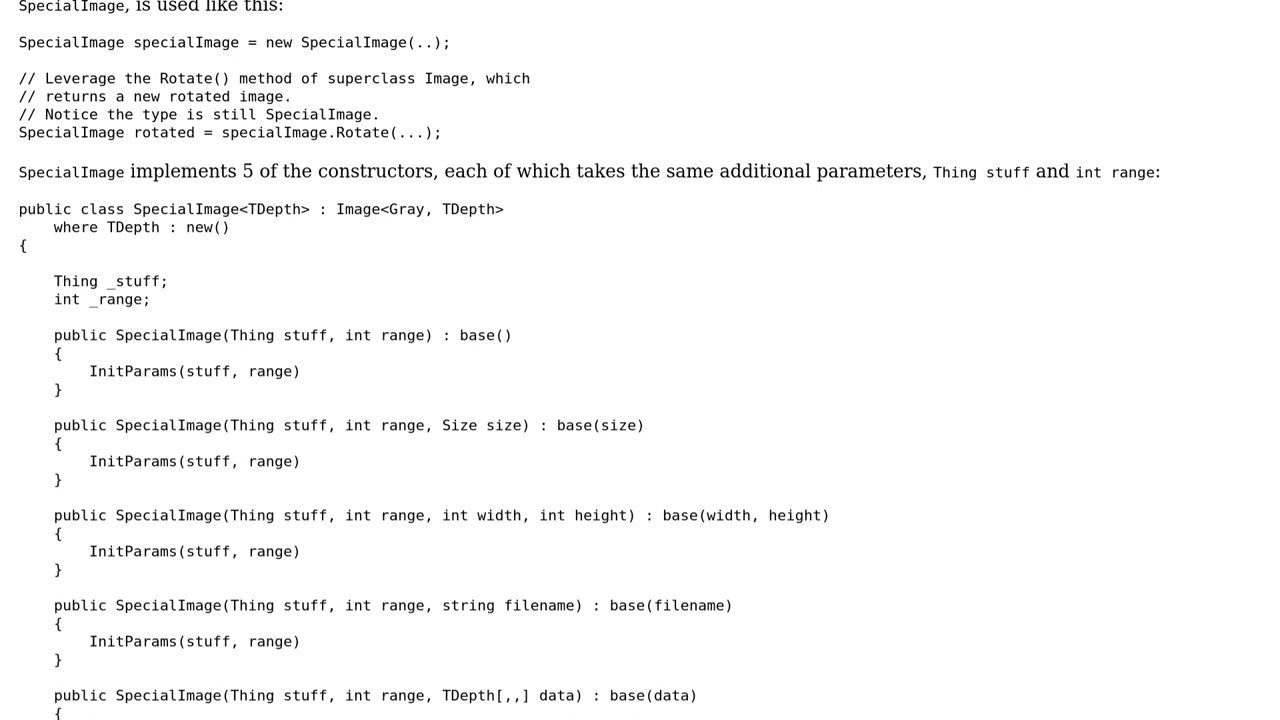 SpecialImage, is used like this:
SpecialImage specialImage = new SpecialImage(..);
// Leverage the Rotate() method of superclass Image, which
// returns a new rotated image.
// Notice the type is still SpecialImage.
SpecialImage rotated = specialImage.Rotate(...);
SpecialImage implements 5 of the constructors, each of which takes the same additional parameters, Thing stuff and int range:
public class SpecialImage<TDepth> : Image<Gray, TDepth>
    where TDepth : new()
{
    Thing _stuff;
    int _range;
    public SpecialImage(Thing stuff, int range) : base()
    {
        InitParams(stuff, range)
    }
    public SpecialImage(Thing stuff, int range, Size size) : base(size)
    {
        InitParams(stuff, range)
    }
    public SpecialImage(Thing stuff, int range, int width, int height) : base(width, height)
    {
        InitParams(stuff, range)
    }
    public SpecialImage(Thing stuff, int range, string filename) : base(filename)
    {
        InitParams(stuff, range)
    }
    public SpecialImage(Thing stuff, int range, TDepth[,,] data) : base(data)
    {